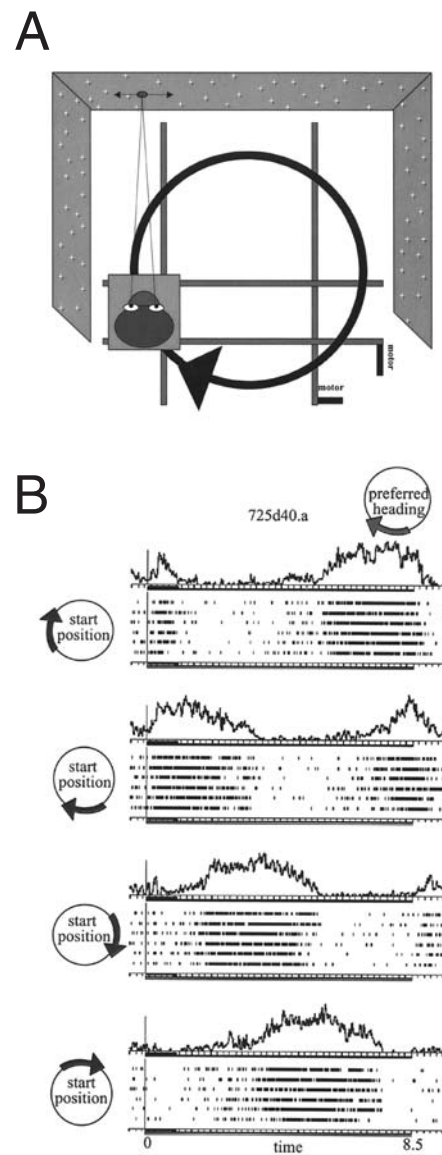 A
motor
motor
B
725d40.a
preferred
heading
start
position
start
position
start
position
start
position
0
time
8.5